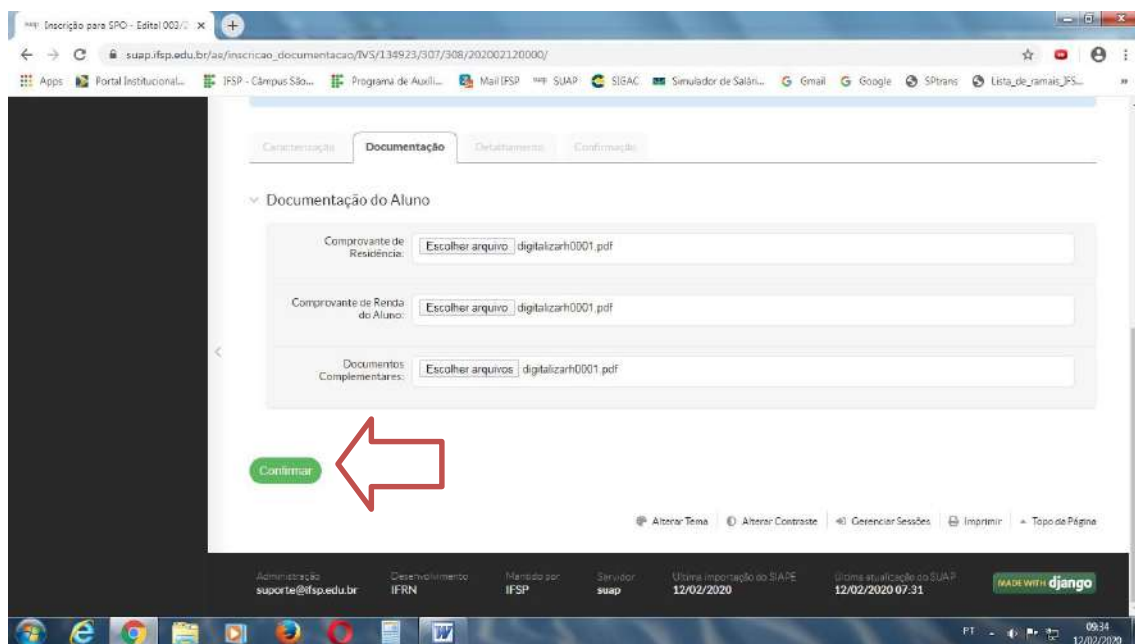 Inscrição para SPO - Edital 002/2
suap.ifsp.edu.br/ae/inscricao_documentacao/IVS/134923/307/308/202002120000/
Apps Portal Institucional... IFSP - Câmpus São... Programa de Auxíli... Mail IFSP SUAP SIGAC Simulador de Salári... Gmail Google SPtrans Lista_de_ramais_IFS...
Caracterização Documentação Detalhamento Confirmação
Documentação do Aluno
Comprovante de
Residência:
Escolher arquivo digitalizarh0001.pdf
Comprovante de Renda
do Aluno:
Escolher arquivo digitalizarh0001.pdf
Documentos
Complementares:
Escolher arquivos digitalizarh0001.pdf
Confirmar
Alterar Tema Alterar Contraste Gerenciar Sessões Imprimir Topo da Página
Administração Desenvolvimento Mantido por Servidor Última importação do SIAPE Última atualização do SUAP
suporte@ifsp.edu.br IFRN IFSP suap 12/02/2020 12/02/2020 07.31
MADE WITH django
PT 09:34
12/02/2020